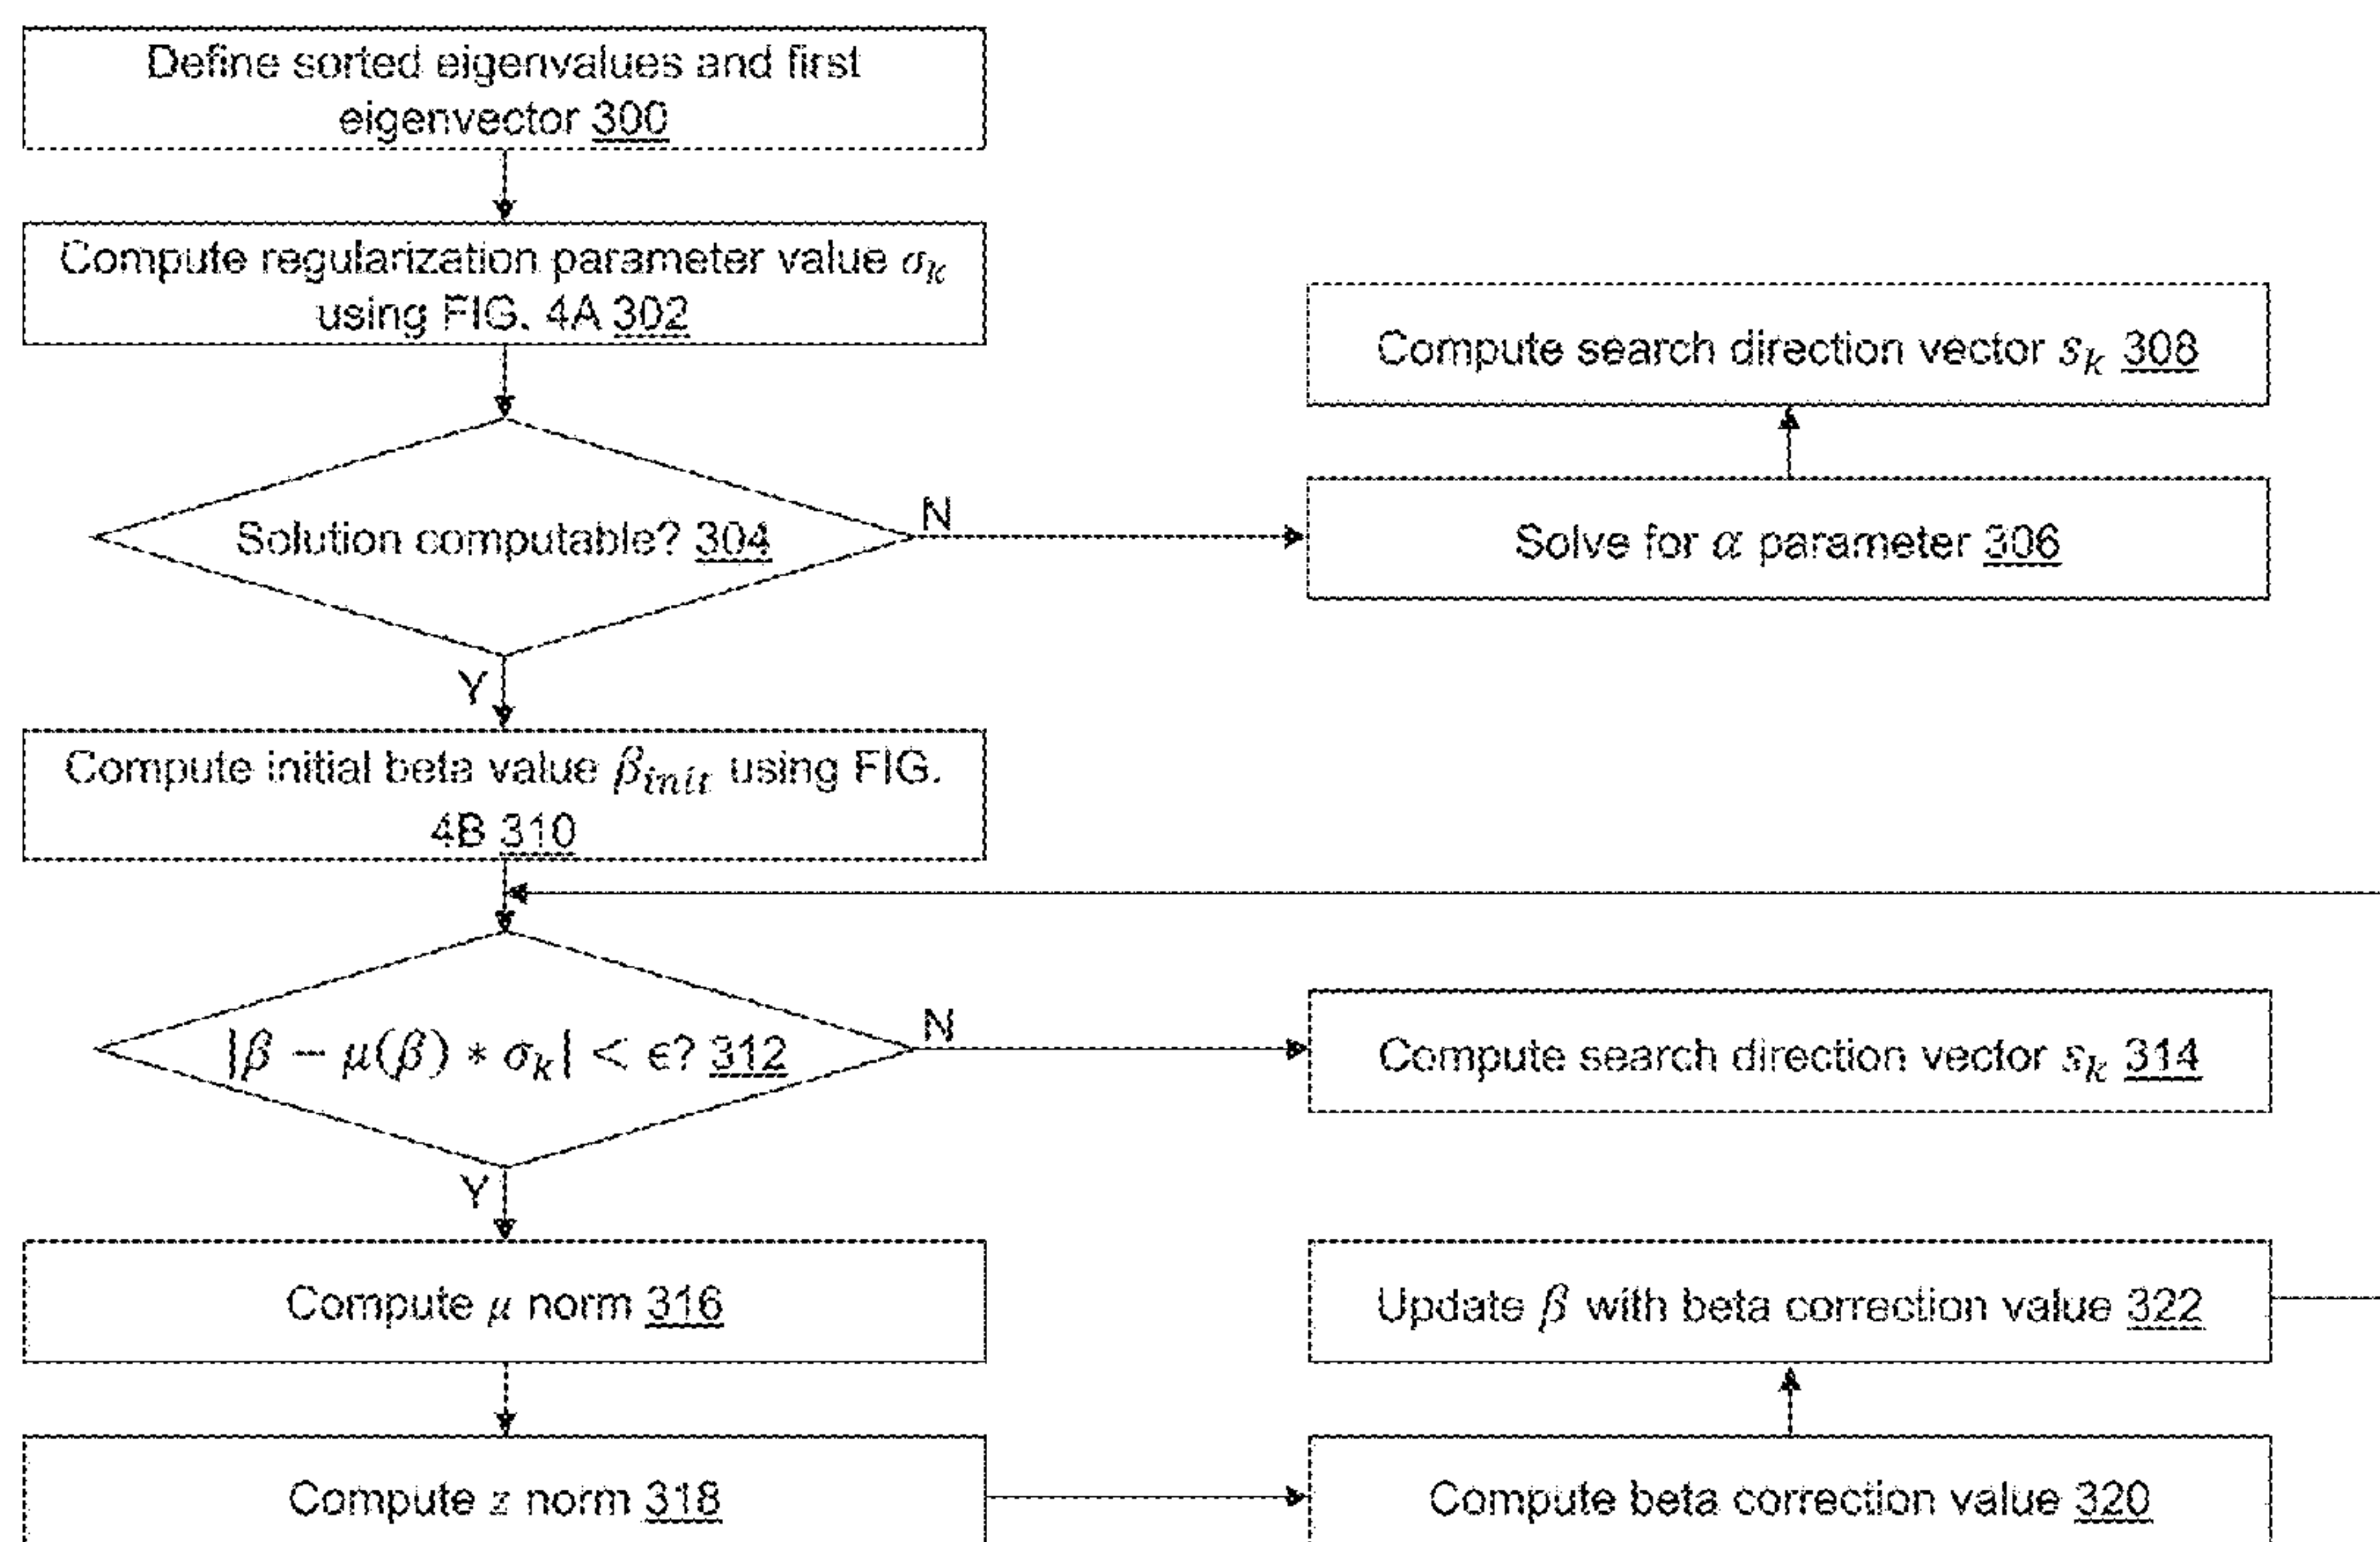 Define sorted eigenvalues and first
eigenvector 300
Compute regularization parameter value σₖ
using FIG. 4A 302
Compute search direction vector sₖ 308
Solution computable? 304
N
Solve for α parameter 306
Y
Compute initial beta value β_init using FIG.
4B 310
|β − μ(β) * σₖ| < ϵ? 312
N
Compute search direction vector sₖ 314
Y
Compute μ norm 316
Update β with beta correction value 322
Compute z norm 318
Compute beta correction value 320